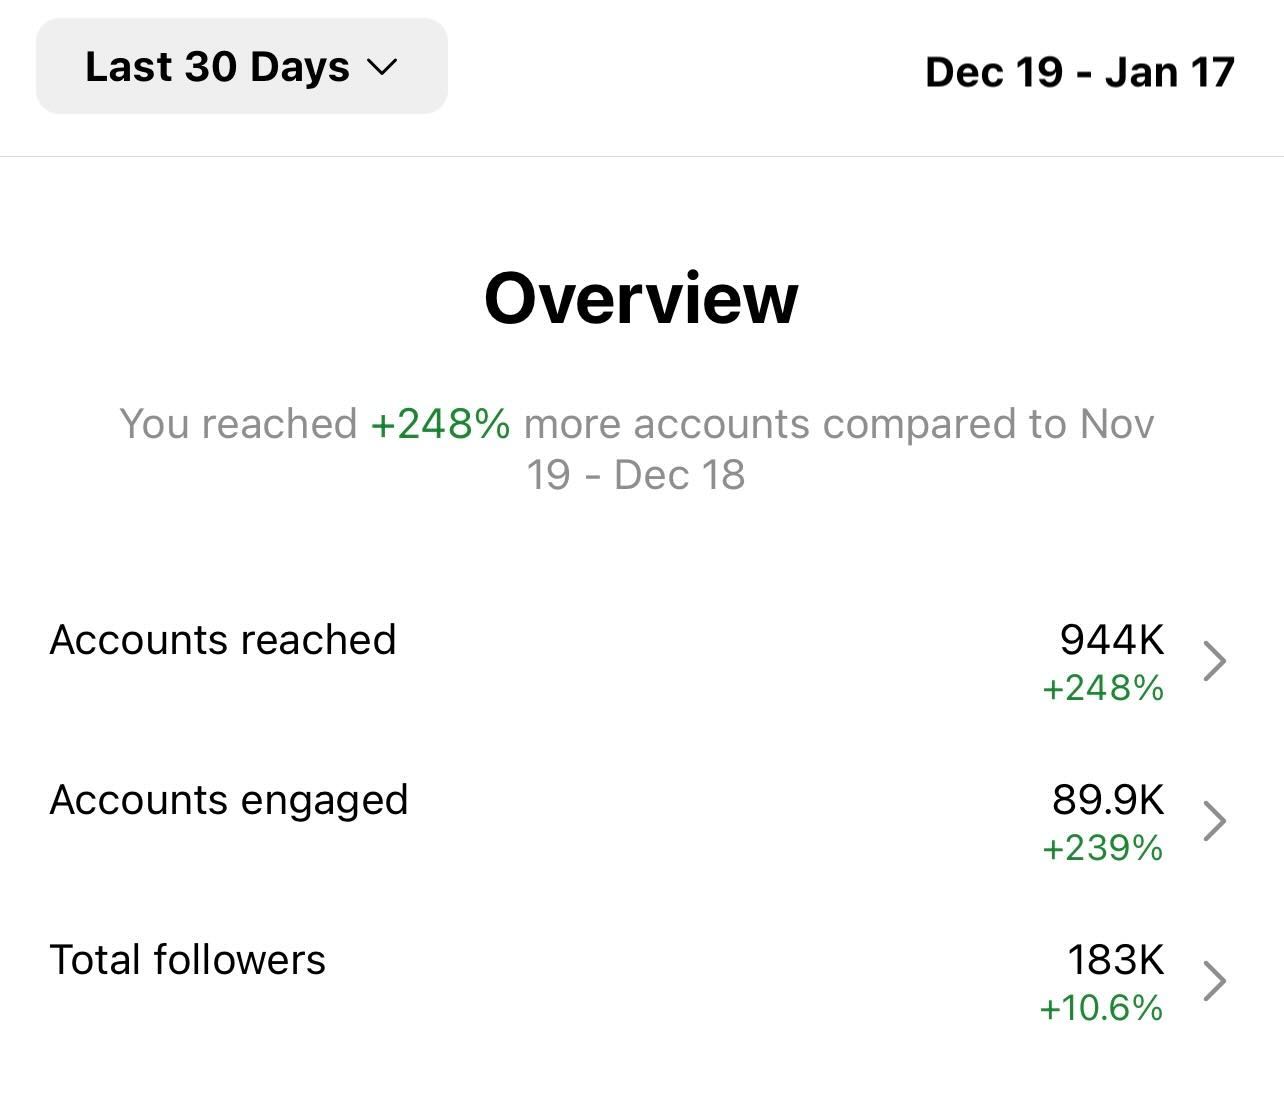 Last 30 Days
Dec 19 - Jan 17
Overview
You reached +248% more accounts compared to Nov
19 - Dec 18
Accounts reached
944K
+248%
Accounts engaged
89.9K
+239%
Total followers
183K
+10.6%